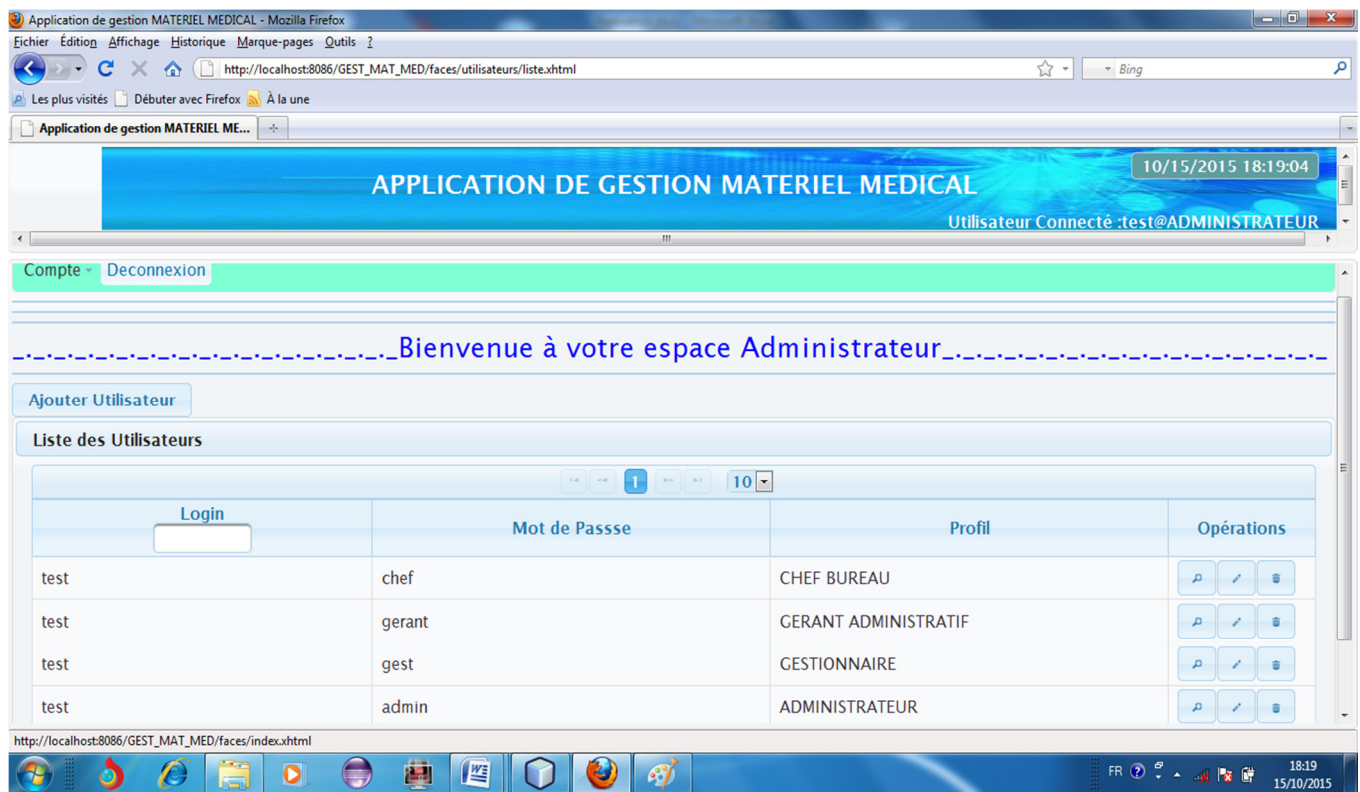 Application de gestion MATERIEL MEDICAL - Mozilla Firefox
Fichier Édition Affichage Historique Marque-pages Outils ?
http://localhost:8086/GEST_MAT_MED/faces/utilisateurs/liste.xhtml Bing
Les plus visités Débuter avec Firefox À la une
Application de gestion MATERIEL ME...
10/15/2015 18:19:04
APPLICATION DE GESTION MATERIEL MEDICAL
Utilisateur Connecté :test@ADMINISTRATEUR
Compte Deconnexion
_._._._._._._._._._._._._._._._._._._Bienvenue à votre espace Administrateur_._._._._._._._._._._._._._._._._._._
Ajouter Utilisateur
Liste des Utilisateurs
1 10
Login Mot de Passse Profil Opérations
test chef CHEF BUREAU
test gerant GERANT ADMINISTRATIF
test gest GESTIONNAIRE
test admin ADMINISTRATEUR
http://localhost:8086/GEST_MAT_MED/faces/index.xhtml
FR 18:19
15/10/2015